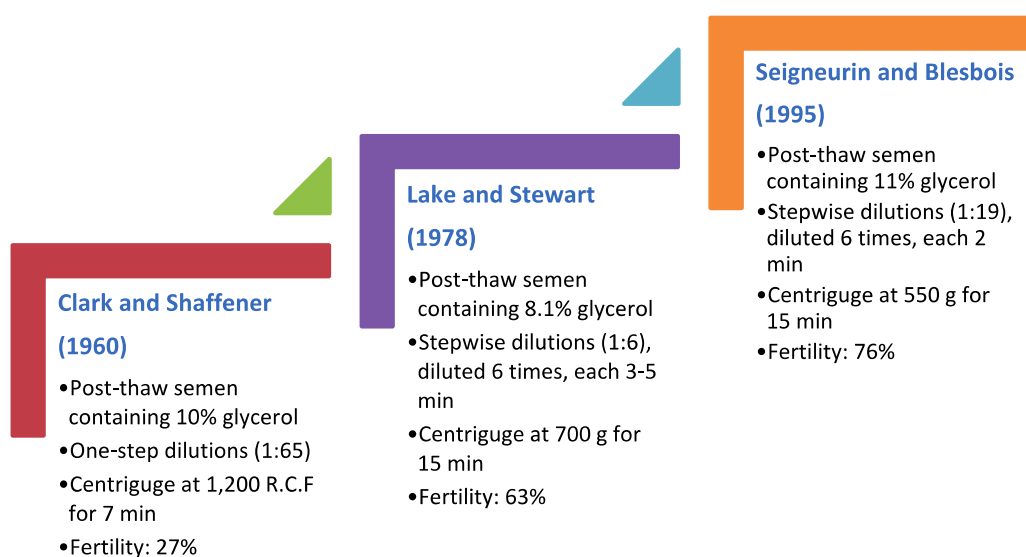 Clark and Shaffener
(1960)
•Post-thaw semen
containing 10% glycerol
•One-step dilutions (1:65)
•Centriguge at 1,200 R.C.F
for 7 min
•Fertility: 27%
Lake and Stewart
(1978)
•Post-thaw semen
containing 8.1% glycerol
•Stepwise dilutions (1:6),
diluted 6 times, each 3-5
min
•Centriguge at 700 g for
15 min
•Fertility: 63%
Seigneurin and Blesbois
(1995)
•Post-thaw semen
containing 11% glycerol
•Stepwise dilutions (1:19),
diluted 6 times, each 2
min
•Centriguge at 550 g for
15 min
•Fertility: 76%